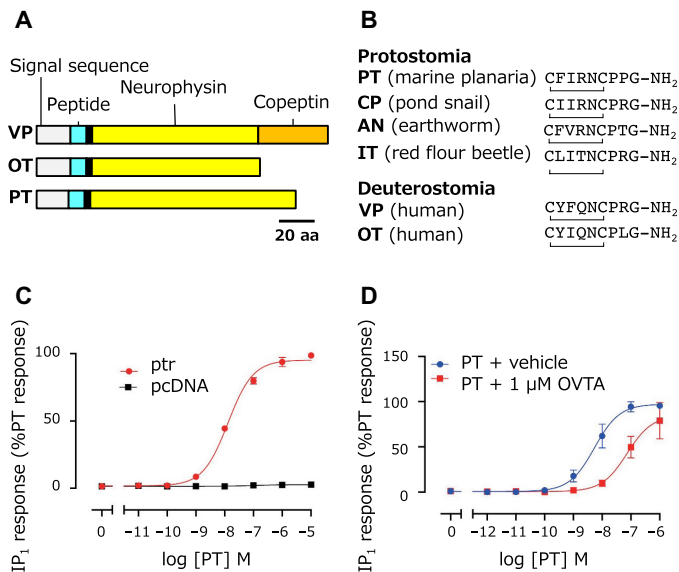 A
Signal sequence
Neurophysin
Peptide
Copeptin
VP
OT
PT
20 aa
B
Protostomia
PT (marine planaria) CFIRNCPPG-NH2
CP (pond snail) CIIRNCPRG-NH2
AN (earthworm) CFVRNCPTG-NH2
IT (red flour beetle) CLITNCPRG-NH2
Deuterostomia
VP (human) CYFQNCPRG-NH2
OT (human) CYIQNCPLG-NH2
C
IP1 response (%PT response)
100
50
0
ptr
pcDNA
0 −11 −10 −9 −8 −7 −6 −5
log [PT] M
D
IP1 response (%PT response)
150
100
50
0
PT + vehicle
PT + 1 μM OVTA
0 −12 −11 −10 −9 −8 −7 −6
log [PT] M